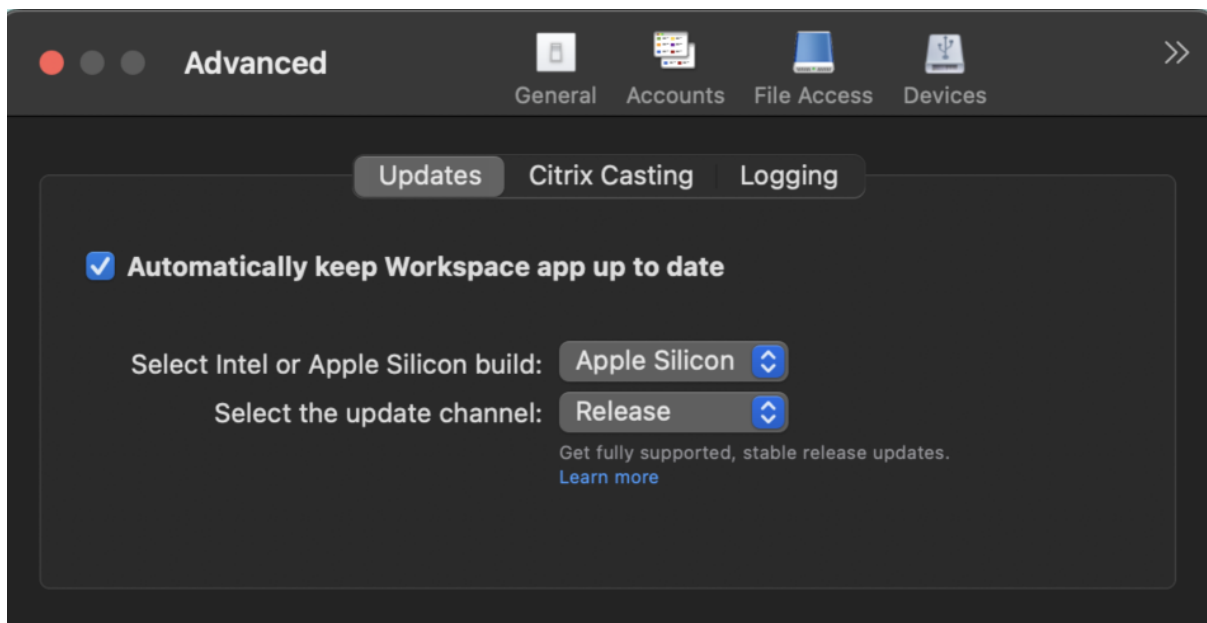 Advanced
General Accounts File Access Devices
Updates Citrix Casting Logging
Automatically keep Workspace app up to date
Select Intel or Apple Silicon build: Apple Silicon
Select the update channel: Release
Get fully supported, stable release updates.
Learn more